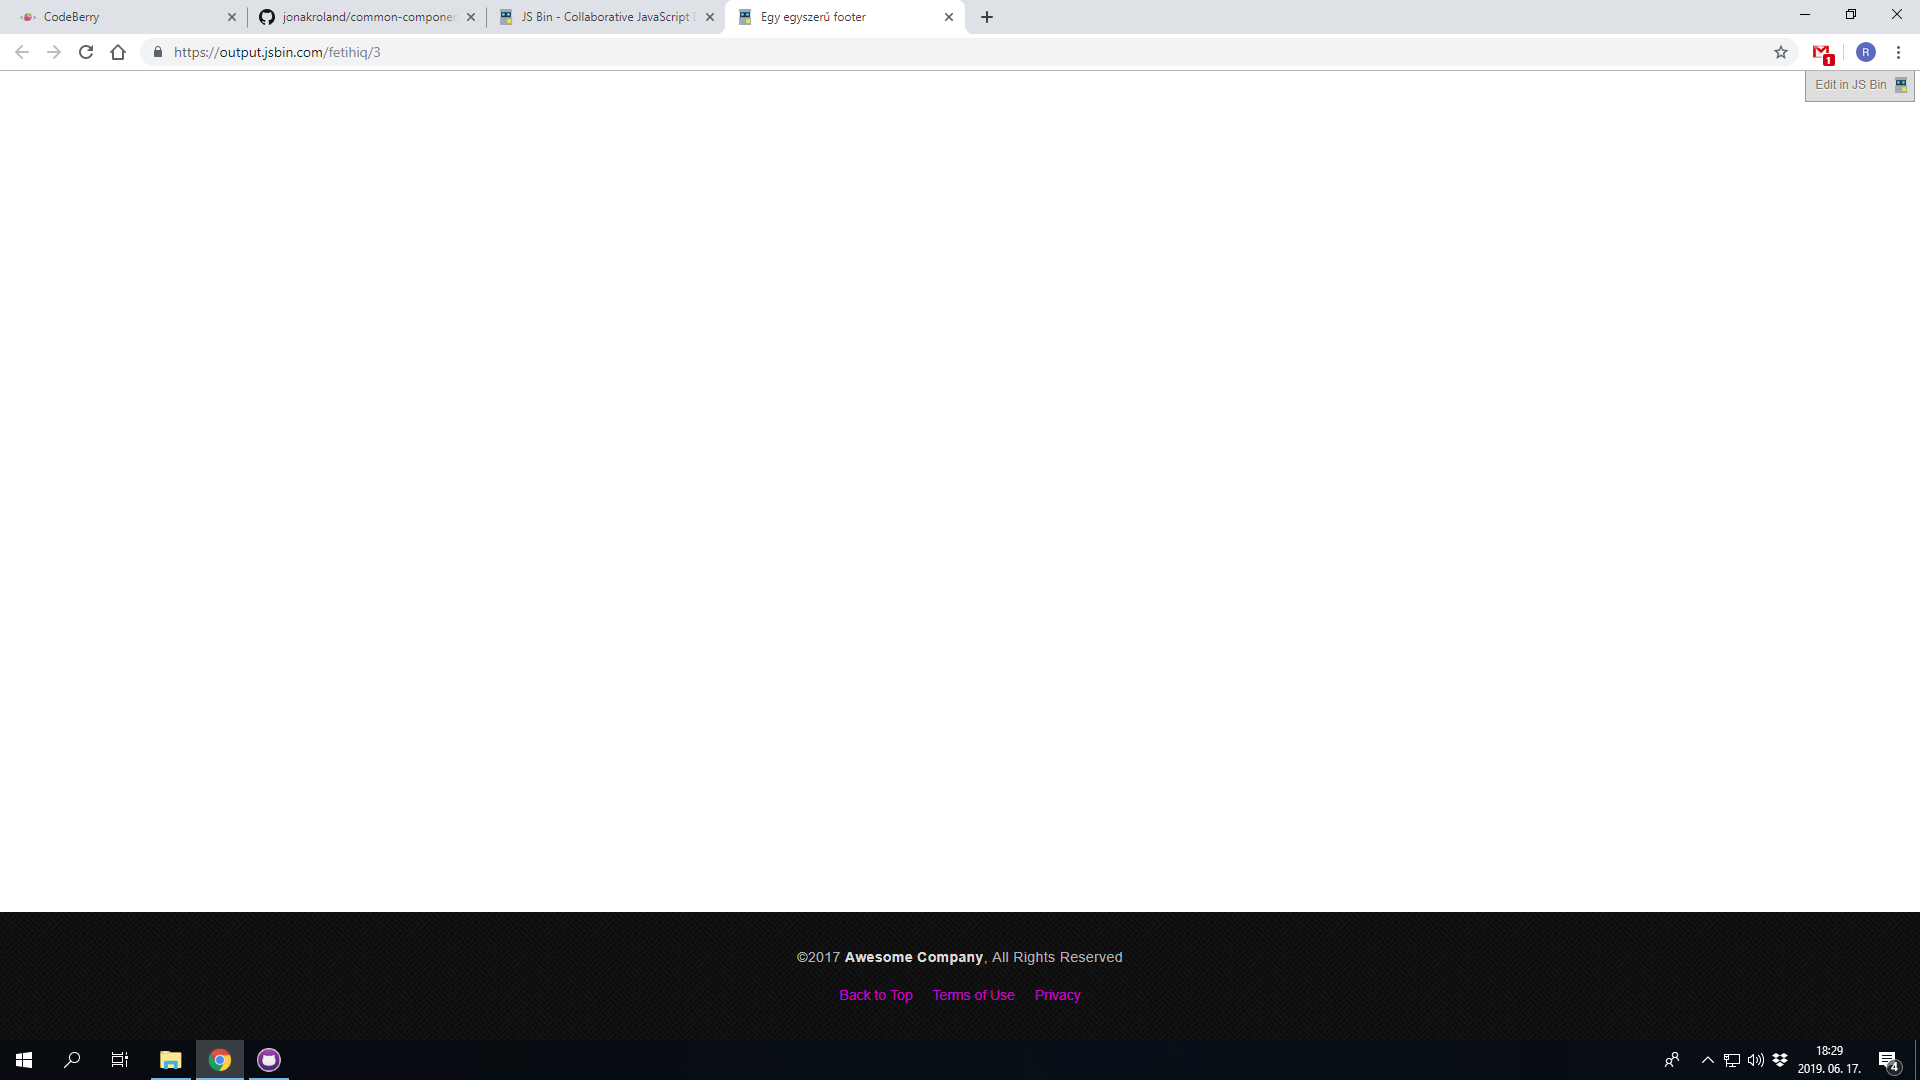 CodeBerry
jonakroland/common-componen
JS Bin - Collaborative JavaScript
Egy egyszerű footer
https://output.jsbin.com/fetihiq/3
1
R
Edit in JS Bin
©2017 Awesome Company, All Rights Reserved
Back to Top Terms of Use Privacy
18:29
2019. 06. 17.
4